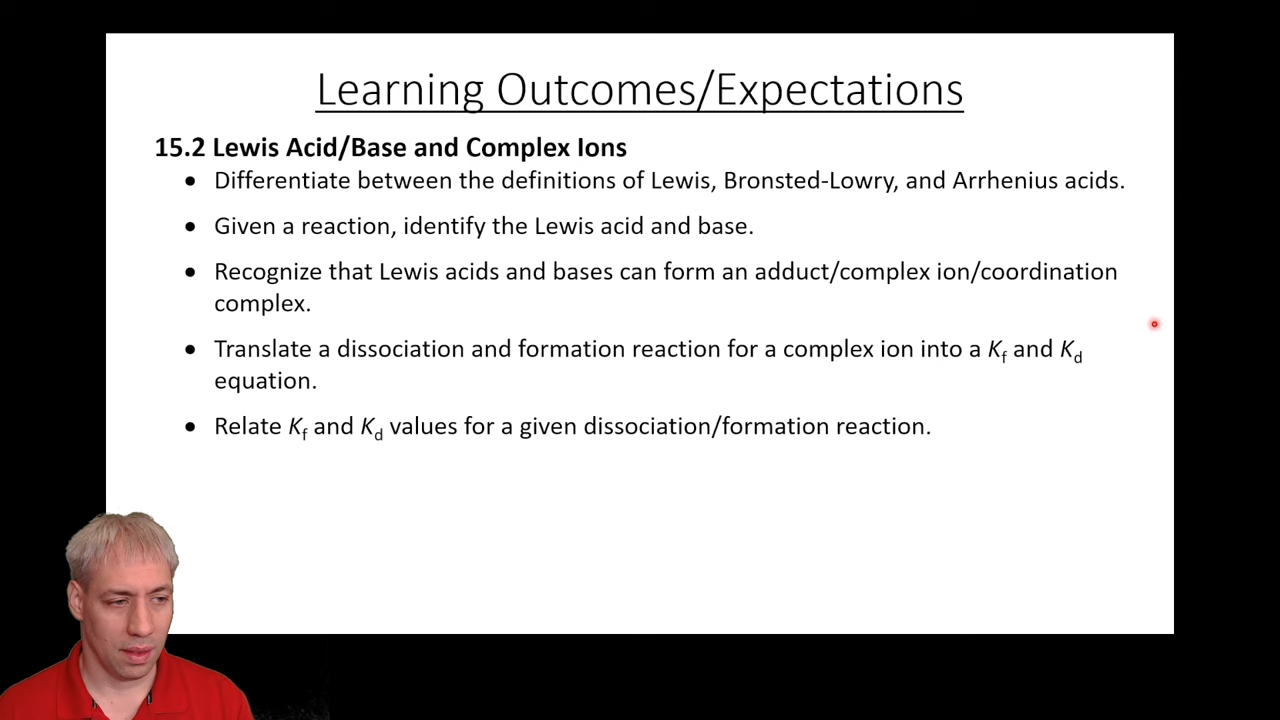 Learning Outcomes/Expectations
15.2 Lewis Acid/Base and Complex Ions
• Differentiate between the definitions of Lewis, Bronsted-Lowry, and Arrhenius acids.
• Given a reaction, identify the Lewis acid and base.
• Recognize that Lewis acids and bases can form an adduct/complex ion/coordination
complex.
• Translate a dissociation and formation reaction for a complex ion into a Kf and Kd
equation.
• Relate Kf and Kd values for a given dissociation/formation reaction.